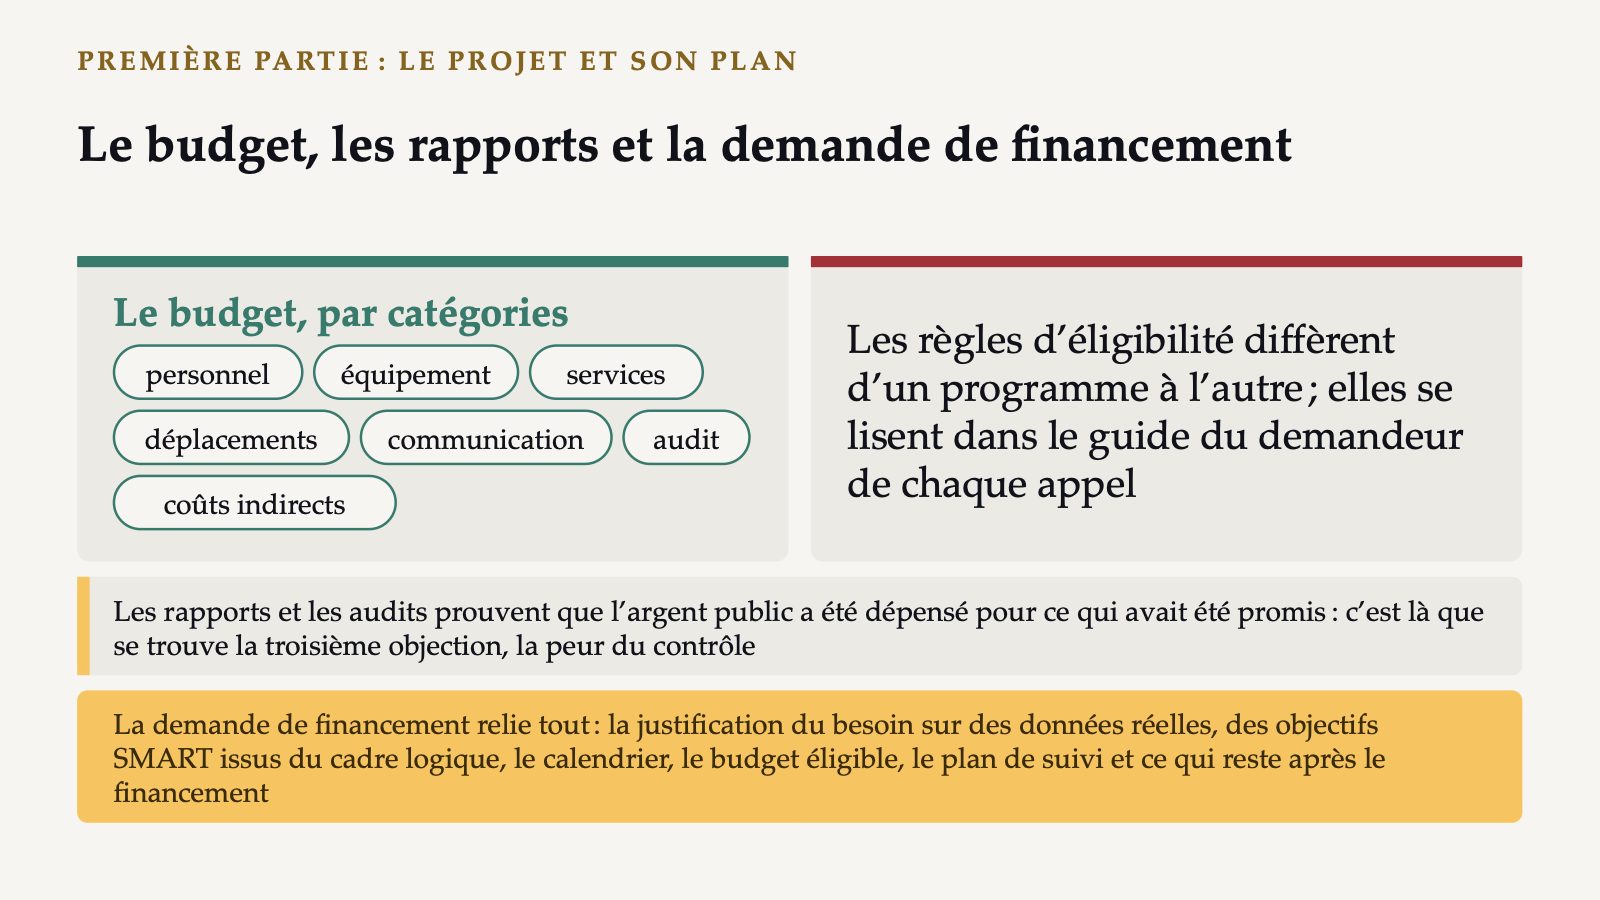 PREMIÈRE PARTIE : LE PROJET ET SON PLAN
Le budget, les rapports et la demande de financement
Le budget, par catégories
personnel équipement services
déplacements communication audit
coûts indirects
Les règles d’éligibilité diffèrent
d’un programme à l’autre ; elles se
lisent dans le guide du demandeur
de chaque appel
Les rapports et les audits prouvent que l’argent public a été dépensé pour ce qui avait été promis : c’est là que
se trouve la troisième objection, la peur du contrôle
La demande de financement relie tout : la justification du besoin sur des données réelles, des objectifs
SMART issus du cadre logique, le calendrier, le budget éligible, le plan de suivi et ce qui reste après le
financement